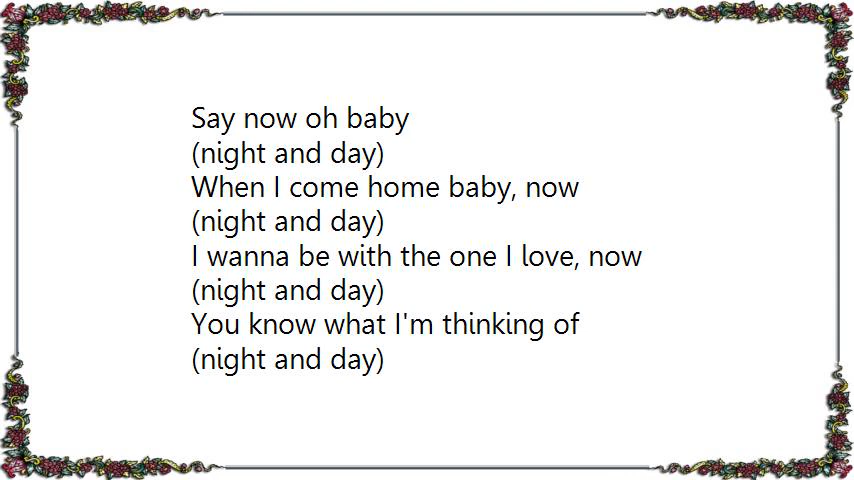 Say now oh baby
(night and day)
When I come home baby, now
(night and day)
I wanna be with the one I love, now
(night and day)
You know what I'm thinking of
(night and day)